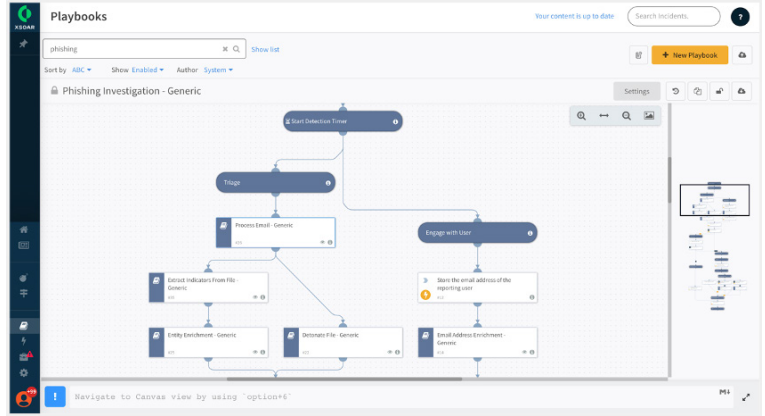 XSOAR
Playbooks
Your content is up to date
Search Incidents.
?
phishing
Show list
+ New Playbook
Sort by ABC
Show Enabled
Author System
Phishing Investigation - Generic
Settings
Start Detection Timer
Triage
Process Email - Generic
Engage with User
Extract Indicators From File -
Generic
Store the email address of the
reporting user
Entity Enrichment - Generic
Detonate File - Generic
Email Address Enrichment -
Generic
!
Navigate to Canvas view by using `option+6`
M↓